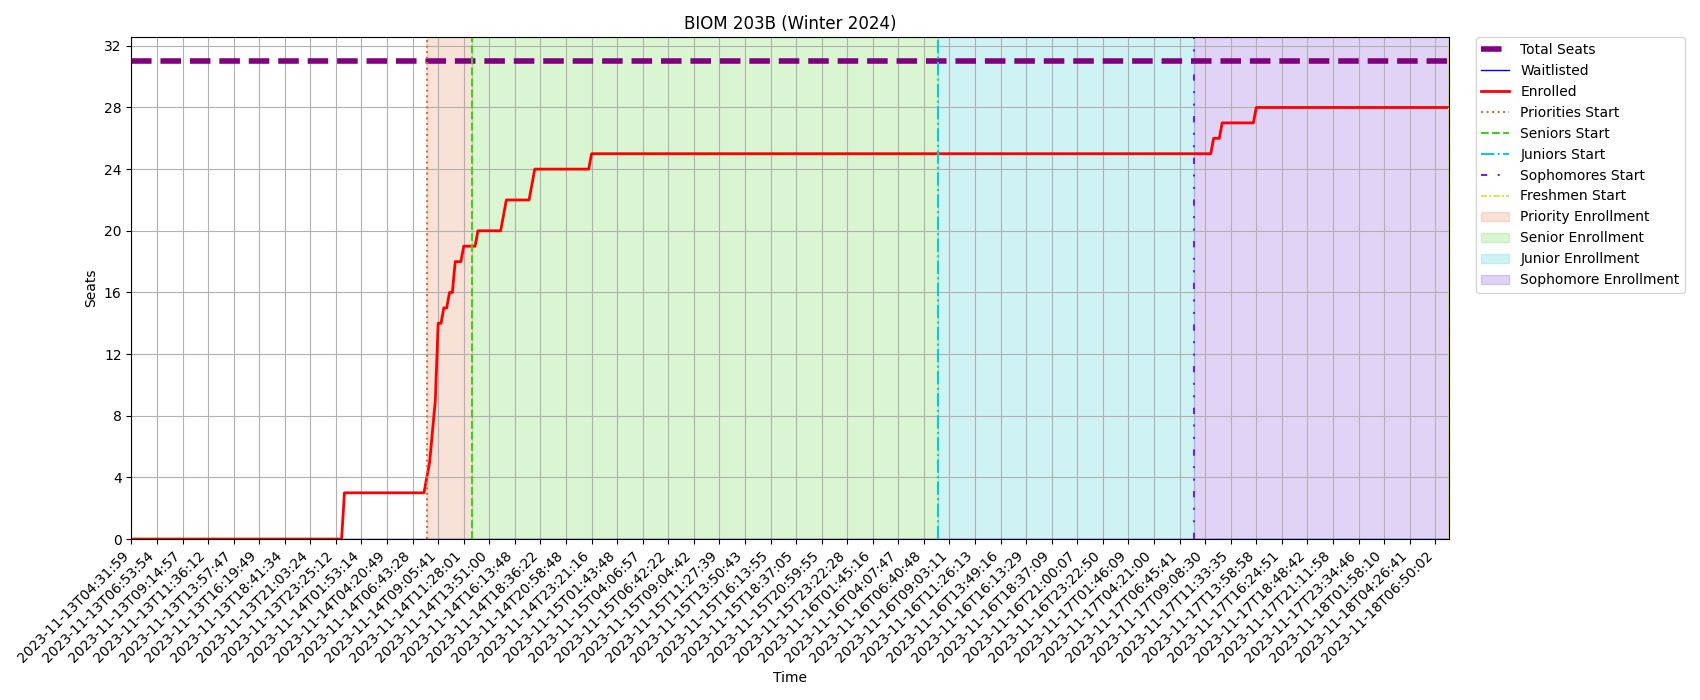 BIOM 203B (Winter 2024)
Seats
32
28
24
20
16
12
8
4
0
2023-11-13T04:31:59
2023-11-13T06:53:54
2023-11-13T09:14:57
2023-11-13T11:36:12
2023-11-13T13:57:47
2023-11-13T16:19:49
2023-11-13T18:41:34
2023-11-13T21:03:24
2023-11-13T23:25:12
2023-11-14T01:53:14
2023-11-14T04:20:49
2023-11-14T06:43:28
2023-11-14T09:05:41
2023-11-14T11:28:01
2023-11-14T13:51:00
2023-11-14T16:13:48
2023-11-14T18:36:22
2023-11-14T20:58:48
2023-11-14T23:21:16
2023-11-15T01:43:48
2023-11-15T04:06:57
2023-11-15T06:42:22
2023-11-15T09:04:42
2023-11-15T11:27:39
2023-11-15T13:50:43
2023-11-15T16:13:55
2023-11-15T18:37:05
2023-11-15T20:59:55
2023-11-15T23:22:28
2023-11-16T01:45:16
2023-11-16T04:07:47
2023-11-16T06:40:48
2023-11-16T09:03:11
2023-11-16T11:26:13
2023-11-16T13:49:16
2023-11-16T16:13:29
2023-11-16T18:37:09
2023-11-16T21:00:07
2023-11-16T23:22:50
2023-11-17T01:46:09
2023-11-17T04:21:00
2023-11-17T06:45:41
2023-11-17T09:08:30
2023-11-17T11:33:35
2023-11-17T13:58:58
2023-11-17T16:24:51
2023-11-17T18:48:42
2023-11-17T21:11:58
2023-11-17T23:34:46
2023-11-18T01:58:10
2023-11-18T04:26:41
2023-11-18T06:50:02
Time
Total Seats
Waitlisted
Enrolled
Priorities Start
Seniors Start
Juniors Start
Sophomores Start
Freshmen Start
Priority Enrollment
Senior Enrollment
Junior Enrollment
Sophomore Enrollment